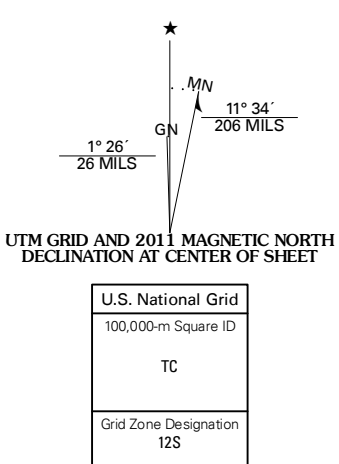 ★
MN
GN
11° 34´
206 MILS
1° 26´
26 MILS
UTM GRID AND 2011 MAGNETIC NORTH
DECLINATION AT CENTER OF SHEET
U.S. National Grid
100,000-m Square ID
TC
Grid Zone Designation
12S